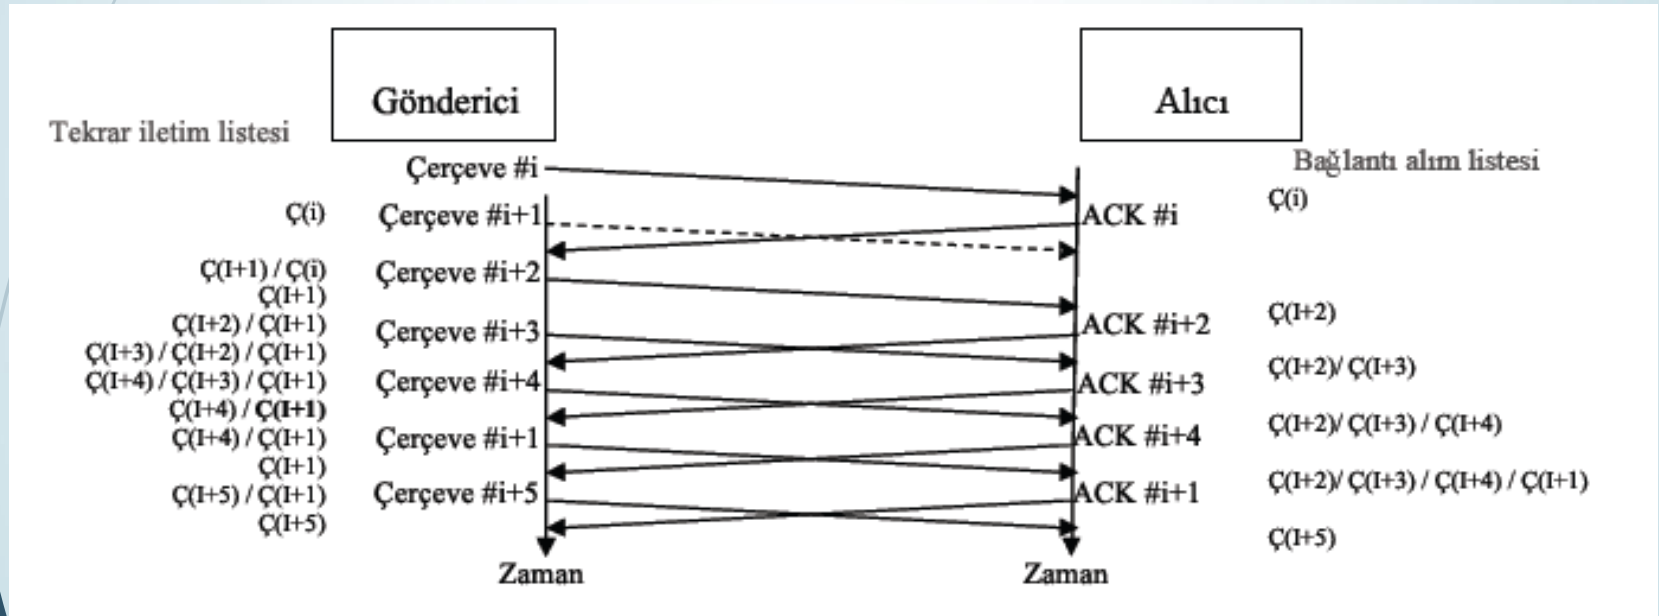 Gönderici
Alıcı
Tekrar iletim listesi
Bağlantı alım listesi
Çerçeve #i
Ç(i)
Ç(i)
Çerçeve #i+1
ACK #i
Ç(I+1) / Ç(i)
Çerçeve #i+2
Ç(I+1)
Ç(I+2) / Ç(I+1)
Çerçeve #i+3
ACK #i+2
Ç(I+2)
Ç(I+3) / Ç(I+2) / Ç(I+1)
Ç(I+2)/ Ç(I+3)
Ç(I+4) / Ç(I+3) / Ç(I+1)
Çerçeve #i+4
ACK #i+3
Ç(I+4) / Ç(I+1)
Ç(I+2)/ Ç(I+3) / Ç(I+4)
Ç(I+4) / Ç(I+1)
Çerçeve #i+1
ACK #i+4
Ç(I+1)
Ç(I+2)/ Ç(I+3) / Ç(I+4) / Ç(I+1)
Ç(I+5) / Ç(I+1)
Çerçeve #i+5
ACK #i+1
Ç(I+5)
Ç(I+5)
Zaman
Zaman